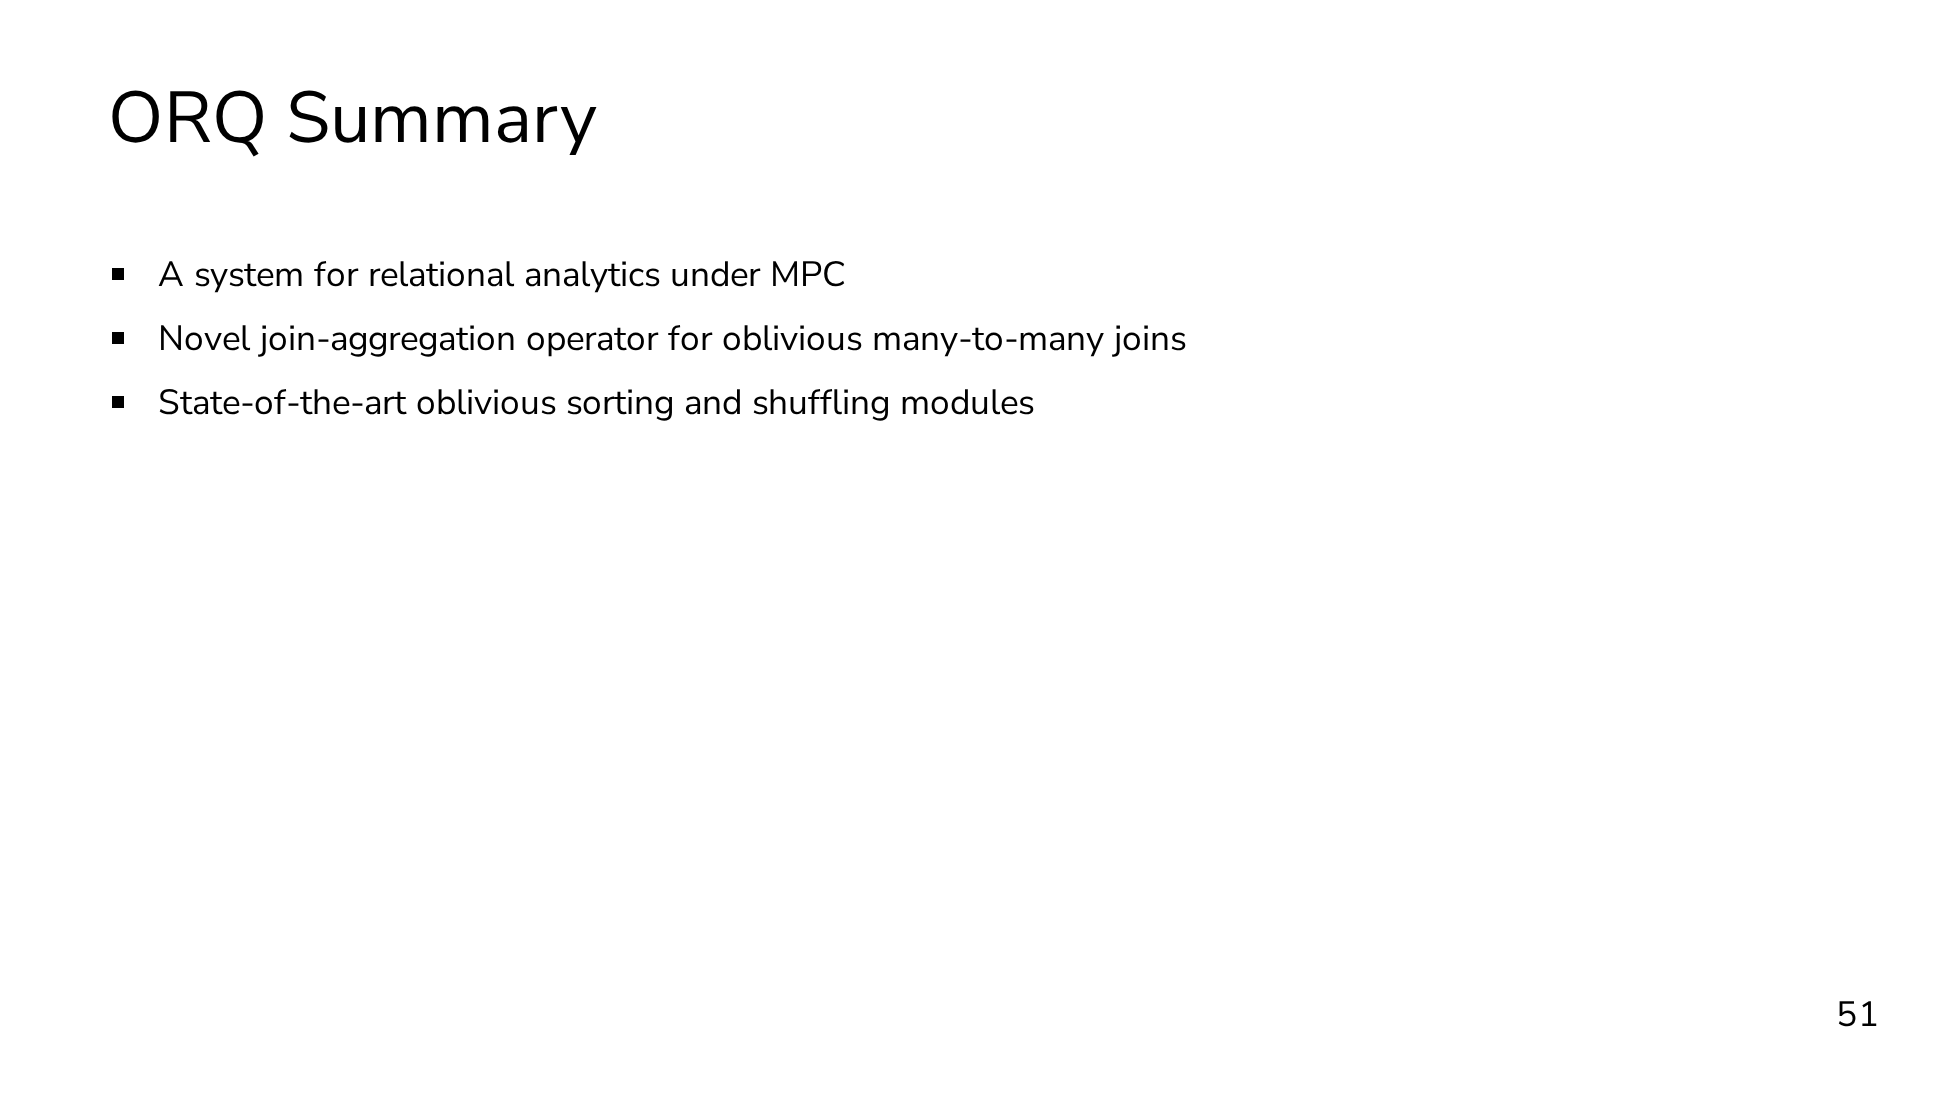 ORQ Summary
▪ A system for relational analytics under MPC
▪ Novel join-aggregation operator for oblivious many-to-many joins
▪ State-of-the-art oblivious sorting and shuffling modules
51